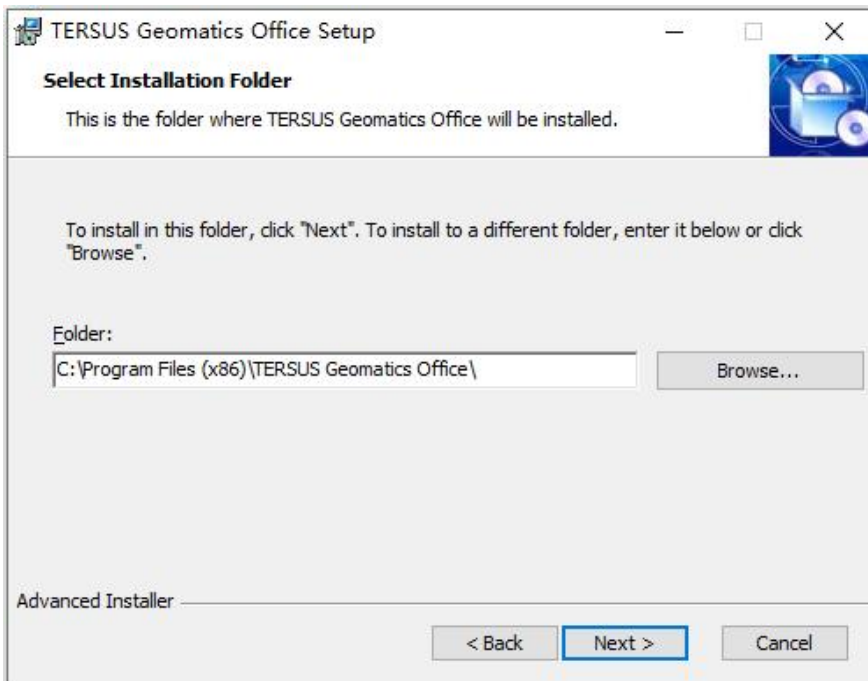 TERSUS Geomatics Office Setup
Select Installation Folder
This is the folder where TERSUS Geomatics Office will be installed.
To install in this folder, click "Next". To install to a different folder, enter it below or click
"Browse".
Folder:
C:\Program Files (x86)\TERSUS Geomatics Office\
Browse...
Advanced Installer
< Back
Next >
Cancel